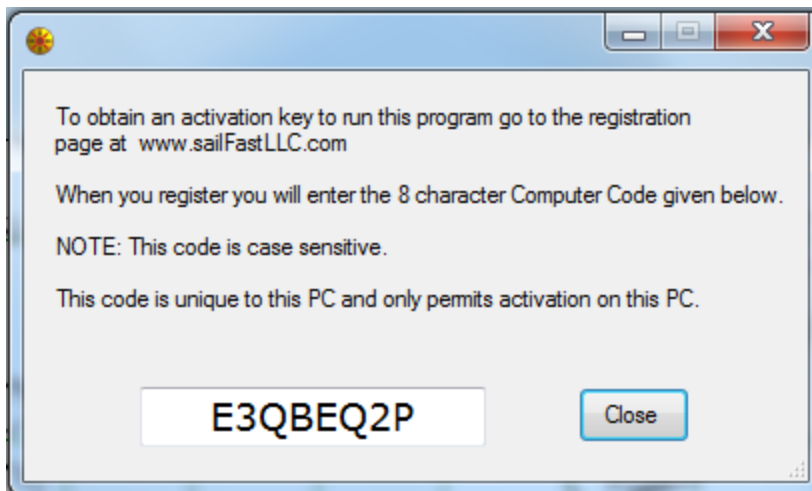 To obtain an activation key to run this program go to the registration
page at www.sailFastLLC.com
When you register you will enter the 8 character Computer Code given below.
NOTE: This code is case sensitive.
This code is unique to this PC and only permits activation on this PC.
E3QBEQ2P
Close